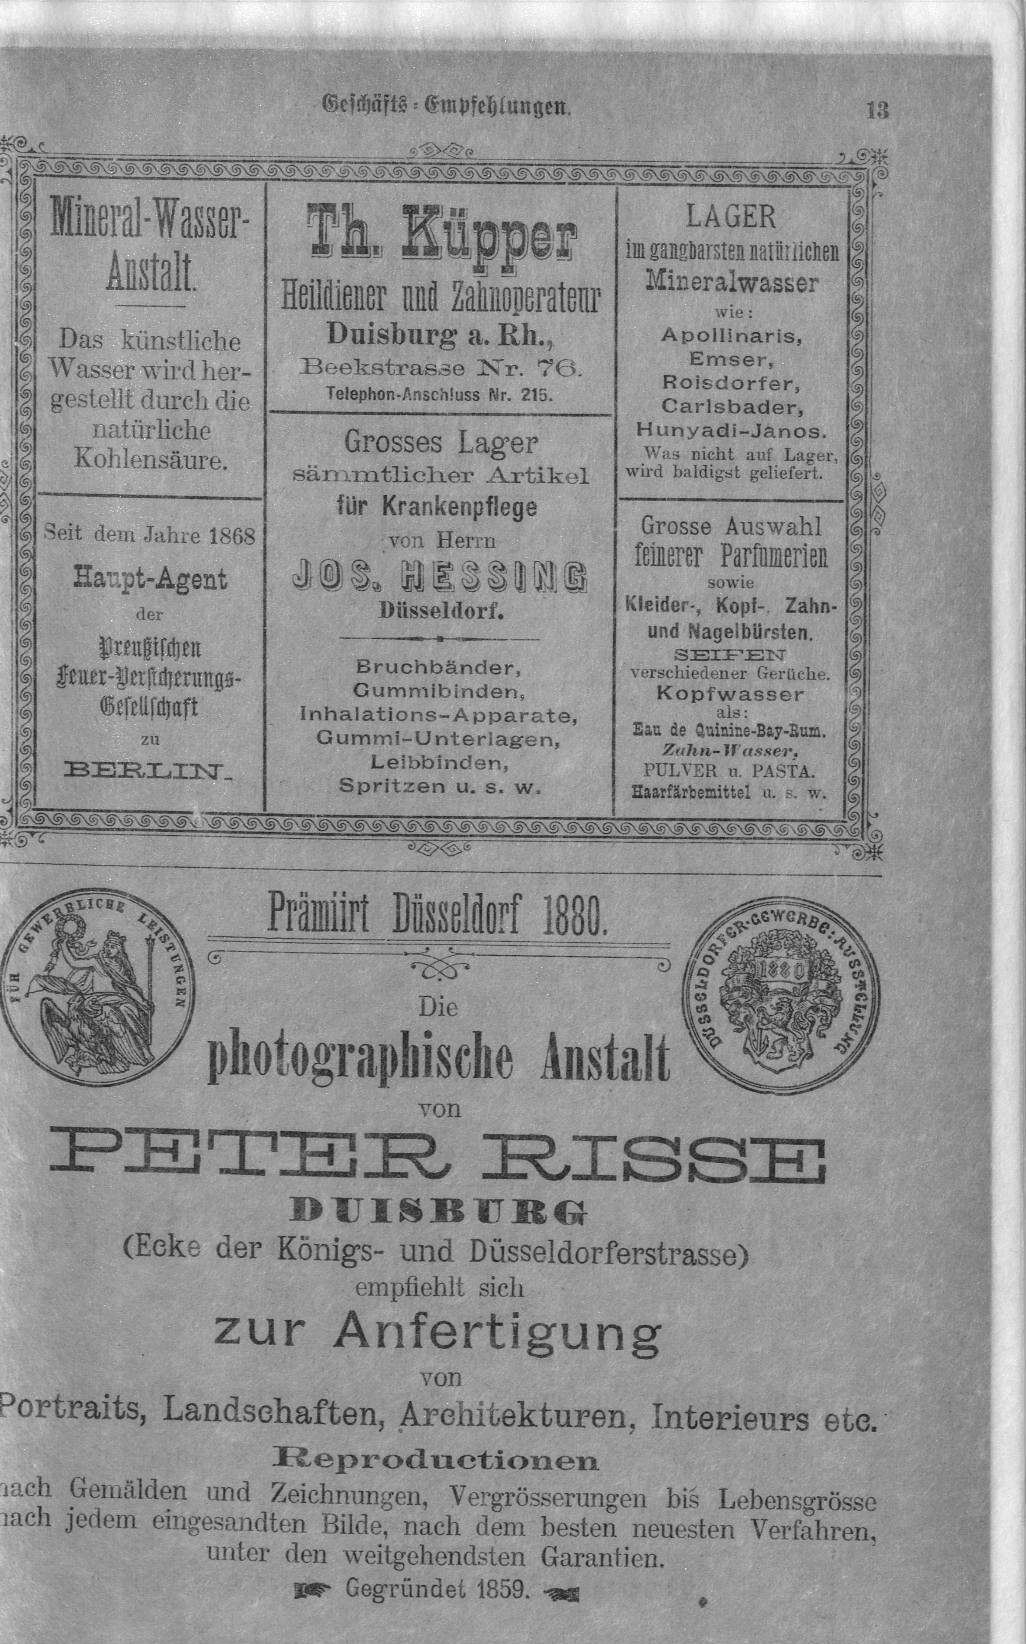 Geschäfts-Empfehlungen.
13
Mineral-Wasser-
Anstalt.
Das künstliche
Wasser wird her-
gestellt durch die
natürliche
Kohlensäure.
Seit dem Jahre 1868
Haupt-Agent
der
Preußischen
Feuer-Versicherungs-
Gesellschaft
zu
BERLIN.
Th. Küpper
Heildiener und Zahnoperateur
Duisburg a. Rh.,
Beekstrasse Nr. 76.
Telephon-Anschluss Nr. 215.
Grosses Lager
sämmtlicher Artikel
für Krankenpflege
von Herrn
JOS. HESSING
Düsseldorf.
Bruchbänder,
Gummibinden,
Inhalations-Apparate,
Gummi-Unterlagen,
Leibbinden,
Spritzen u. s. w.
LAGER
im gangbarsten natürlichen
Mineralwasser
wie:
Apollinaris,
Emser,
Roisdorfer,
Carlsbader,
Hunyadi-János.
Was nicht auf Lager,
wird baldigst geliefert.
Grosse Auswahl
feinerer Parfümerien
sowie
Kleider-, Kopf-, Zahn-
und Nagelbürsten.
SEIFEN
verschiedener Gerüche.
Kopfwasser
als:
Eau de Quinine-Bay-Rum.
Zahn-Wasser,
PULVER u. PASTA.
Haarfärbemittel u. s. w.
FÜR GEWERBLICHE LEISTUNGEN
Prämiirt Düsseldorf 1880.
DÜSSELDORFER-GEWERBE-AUSSTELLUNG
1880
Die
photographische Anstalt
von
PETER RISSE
DUISBURG
(Ecke der Königs- und Düsseldorferstrasse)
empfiehlt sich
zur Anfertigung
von
Portraits, Landschaften, Architekturen, Interieurs etc.
Reproductionen
nach Gemälden und Zeichnungen, Vergrösserungen bis Lebensgrösse
nach jedem eingesandten Bilde, nach dem besten neuesten Verfahren,
unter den weitgehendsten Garantien.
Gegründet 1859.